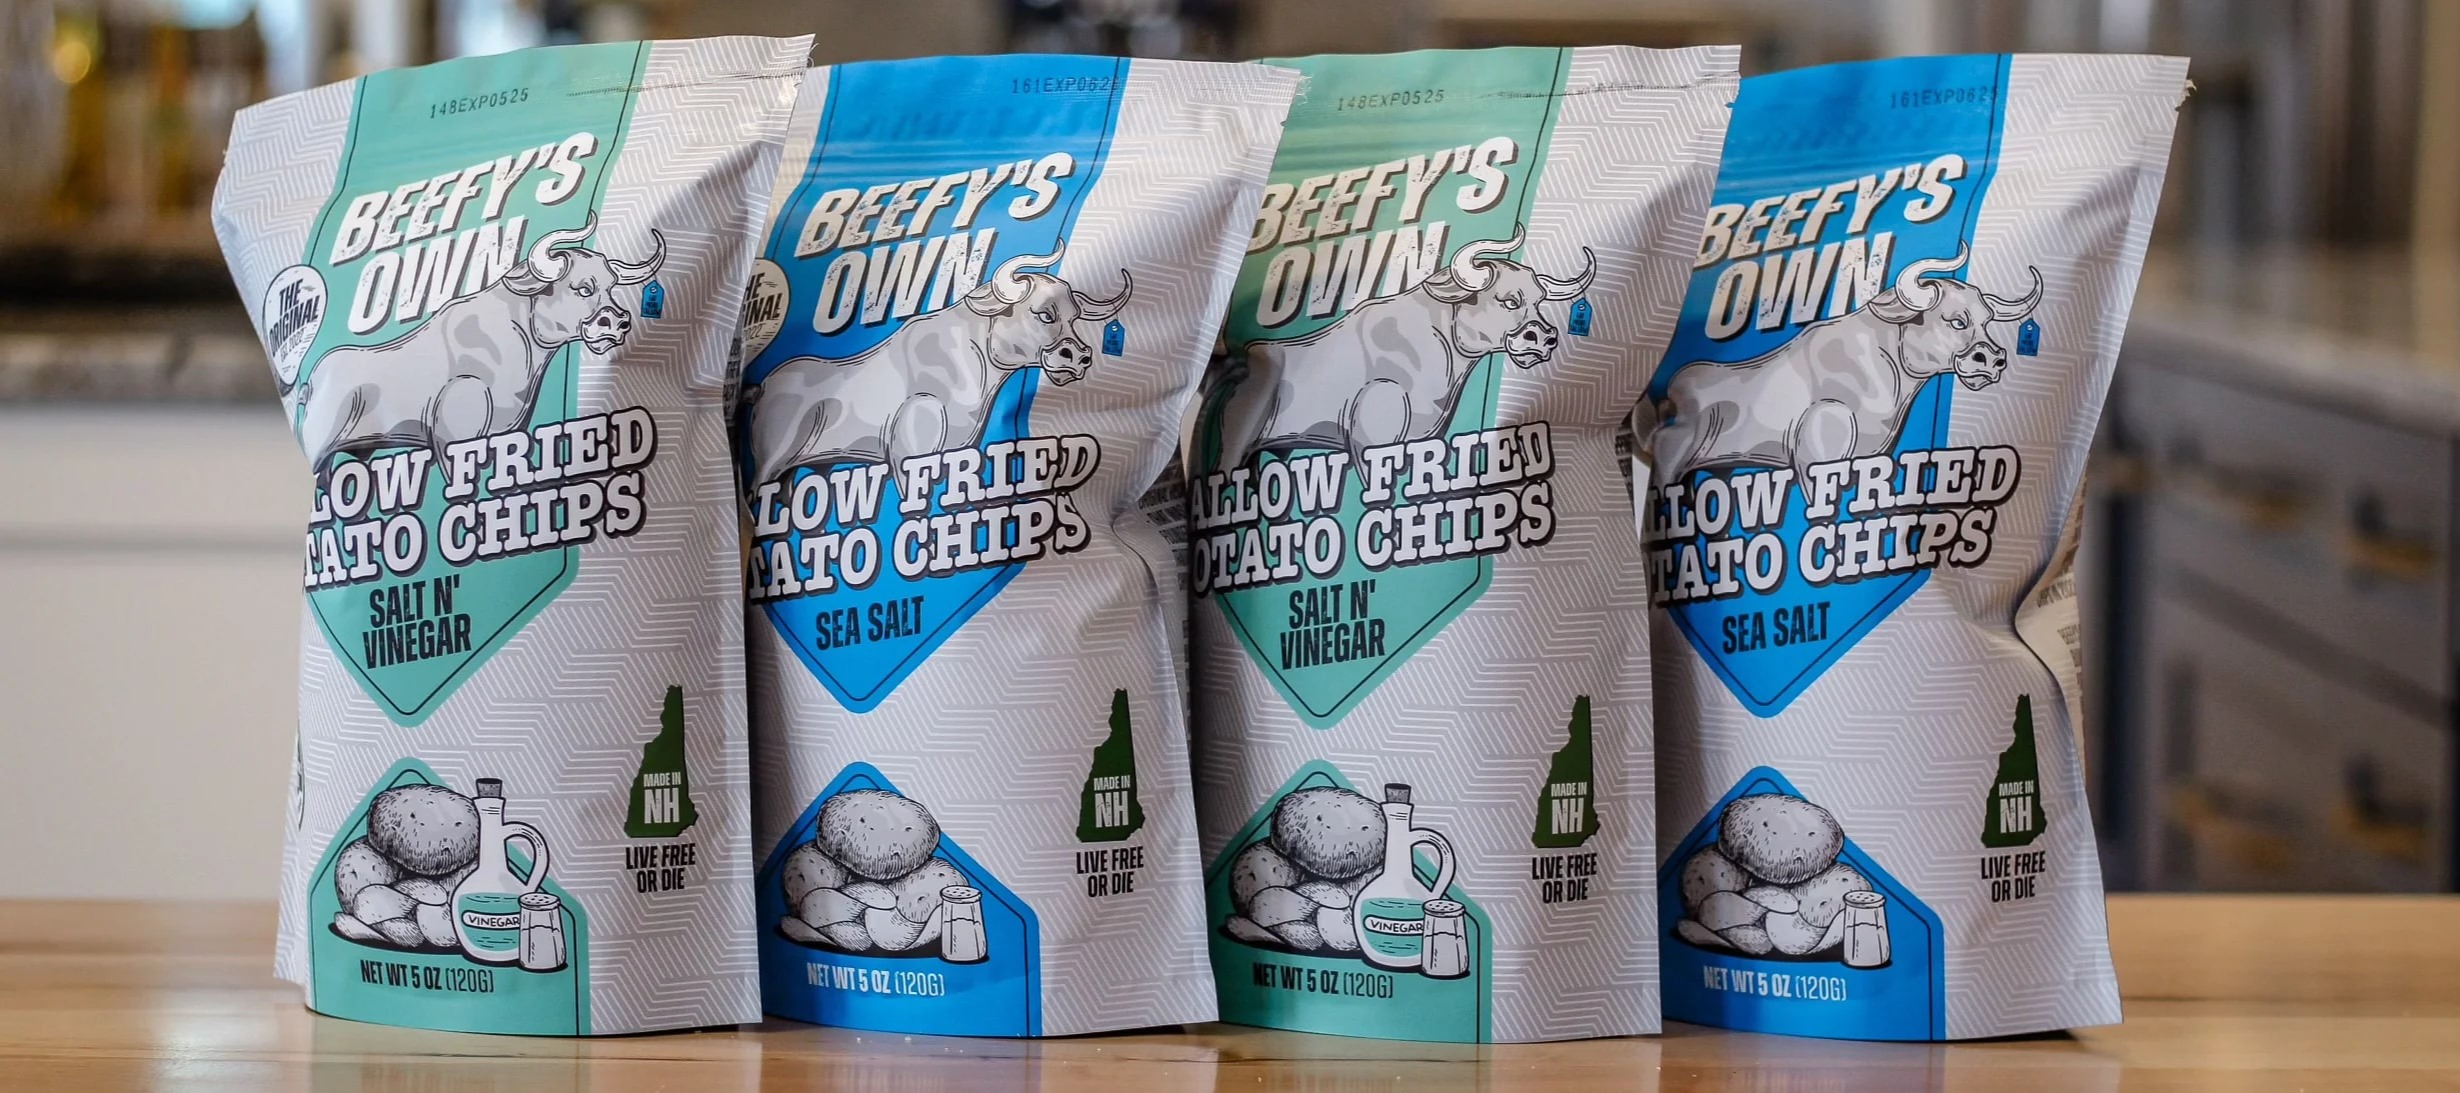 148EXP0525
BEEFY'S
OWN
THE
ORIGINAL
LLOW FRIED
TATO CHIPS
SALT N'
VINEGAR
MADE IN
NH
LIVE FREE
OR DIE
VINEGAR
NET WT 5 OZ (120G)
161EXP062
BEEFY'S
OWN
LLOW FRIED
TATO CHIPS
SEA SALT
MADE IN
NH
LIVE FREE
OR DIE
NET WT 5 OZ (120G)
148EXP0525
BEEFY'S
OWN
ALLOW FRIED
OTATO CHIPS
SALT N'
VINEGAR
MADE IN
NH
LIVE FREE
OR DIE
VINEGAR
NET WT 5 OZ (120G)
161EXP062
BEEFY'S
OWN
LLOW FRIED
TATO CHIPS
SEA SALT
MADE IN
NH
LIVE FREE
OR DIE
NET WT 5 OZ (120G)